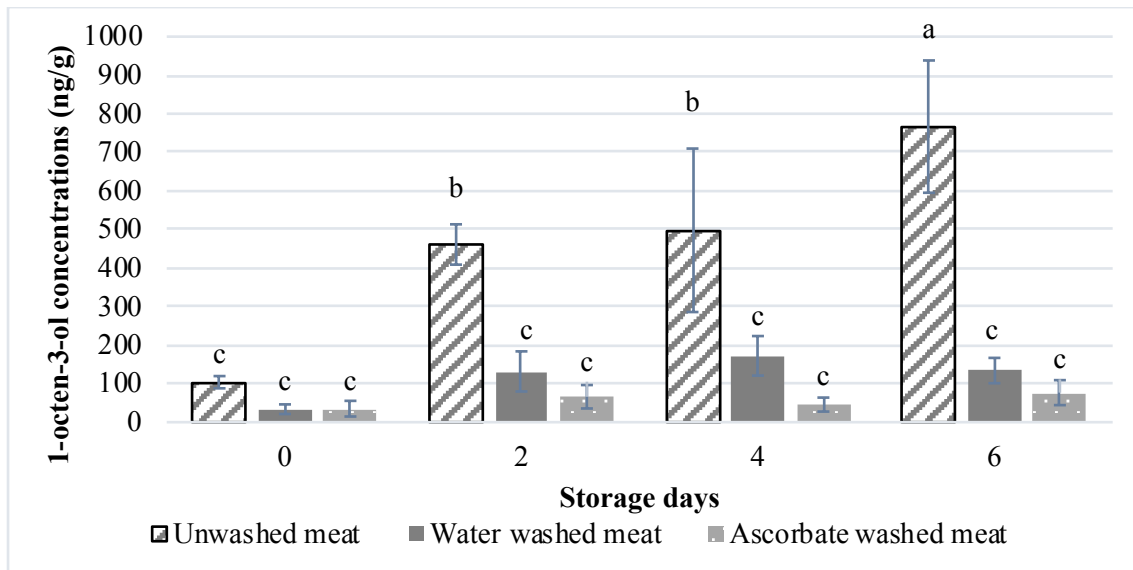 1-octen-3-ol concentrations (ng/g)
1000
900
800
700
600
500
400
300
200
100
0
c
c
c
b
c
c
b
c
c
a
c
c
0
2
4
6
Storage days
Unwashed meat
Water washed meat
Ascorbate washed meat